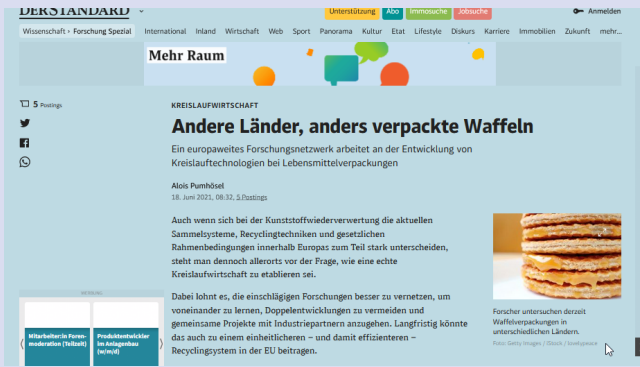 DERSTANDARD
Unterstützung Abo Immosuche Jobsuche
Anmelden
Wissenschaft › Forschung Spezial International Inland Wirtschaft Web Sport Panorama Kultur Etat Lifestyle Diskurs Karriere Immobilien Zukunft mehr...
Mehr Raum
5 Postings
KREISLAUFWIRTSCHAFT
Andere Länder, anders verpackte Waffeln
Ein europaweites Forschungsnetzwerk arbeitet an der Entwicklung von
Kreislauftechnologien bei Lebensmittelverpackungen
Alois Pumhösel
18. Juni 2021, 08:32, 5 Postings
Auch wenn sich bei der Kunststoffwiederverwertung die aktuellen
Sammelsysteme, Recyclingtechniken und gesetzlichen
Rahmenbedingungen innerhalb Europas zum Teil stark unterscheiden,
steht man dennoch allerorts vor der Frage, wie eine echte
Kreislaufwirtschaft zu etablieren sei.
Dabei lohnt es, die einschlägigen Forschungen besser zu vernetzen, um
voneinander zu lernen, Doppelentwicklungen zu vermeiden und
gemeinsame Projekte mit Industriepartnern anzugehen. Langfristig könnte
das auch zu einem einheitlicheren – und damit effizienteren –
Recyclingsystem in der EU beitragen.
Forscher untersuchen derzeit
Waffelverpackungen in
unterschiedlichen Ländern.
Foto: Getty Images / iStock / lovelypeace
Mitarbeiter:in Foren-
moderation (Teilzeit)
Produktentwickler
im Anlagenbau
(w/m/d)